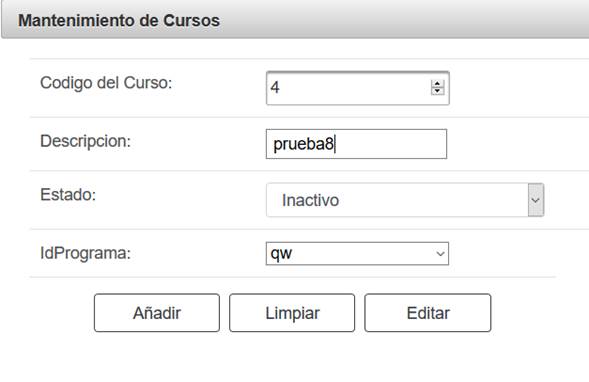 Mantenimiento de Cursos
Codigo del Curso: 4
Descripcion: prueba8
Estado: Inactivo
IdPrograma: qw
Añadir Limpiar Editar